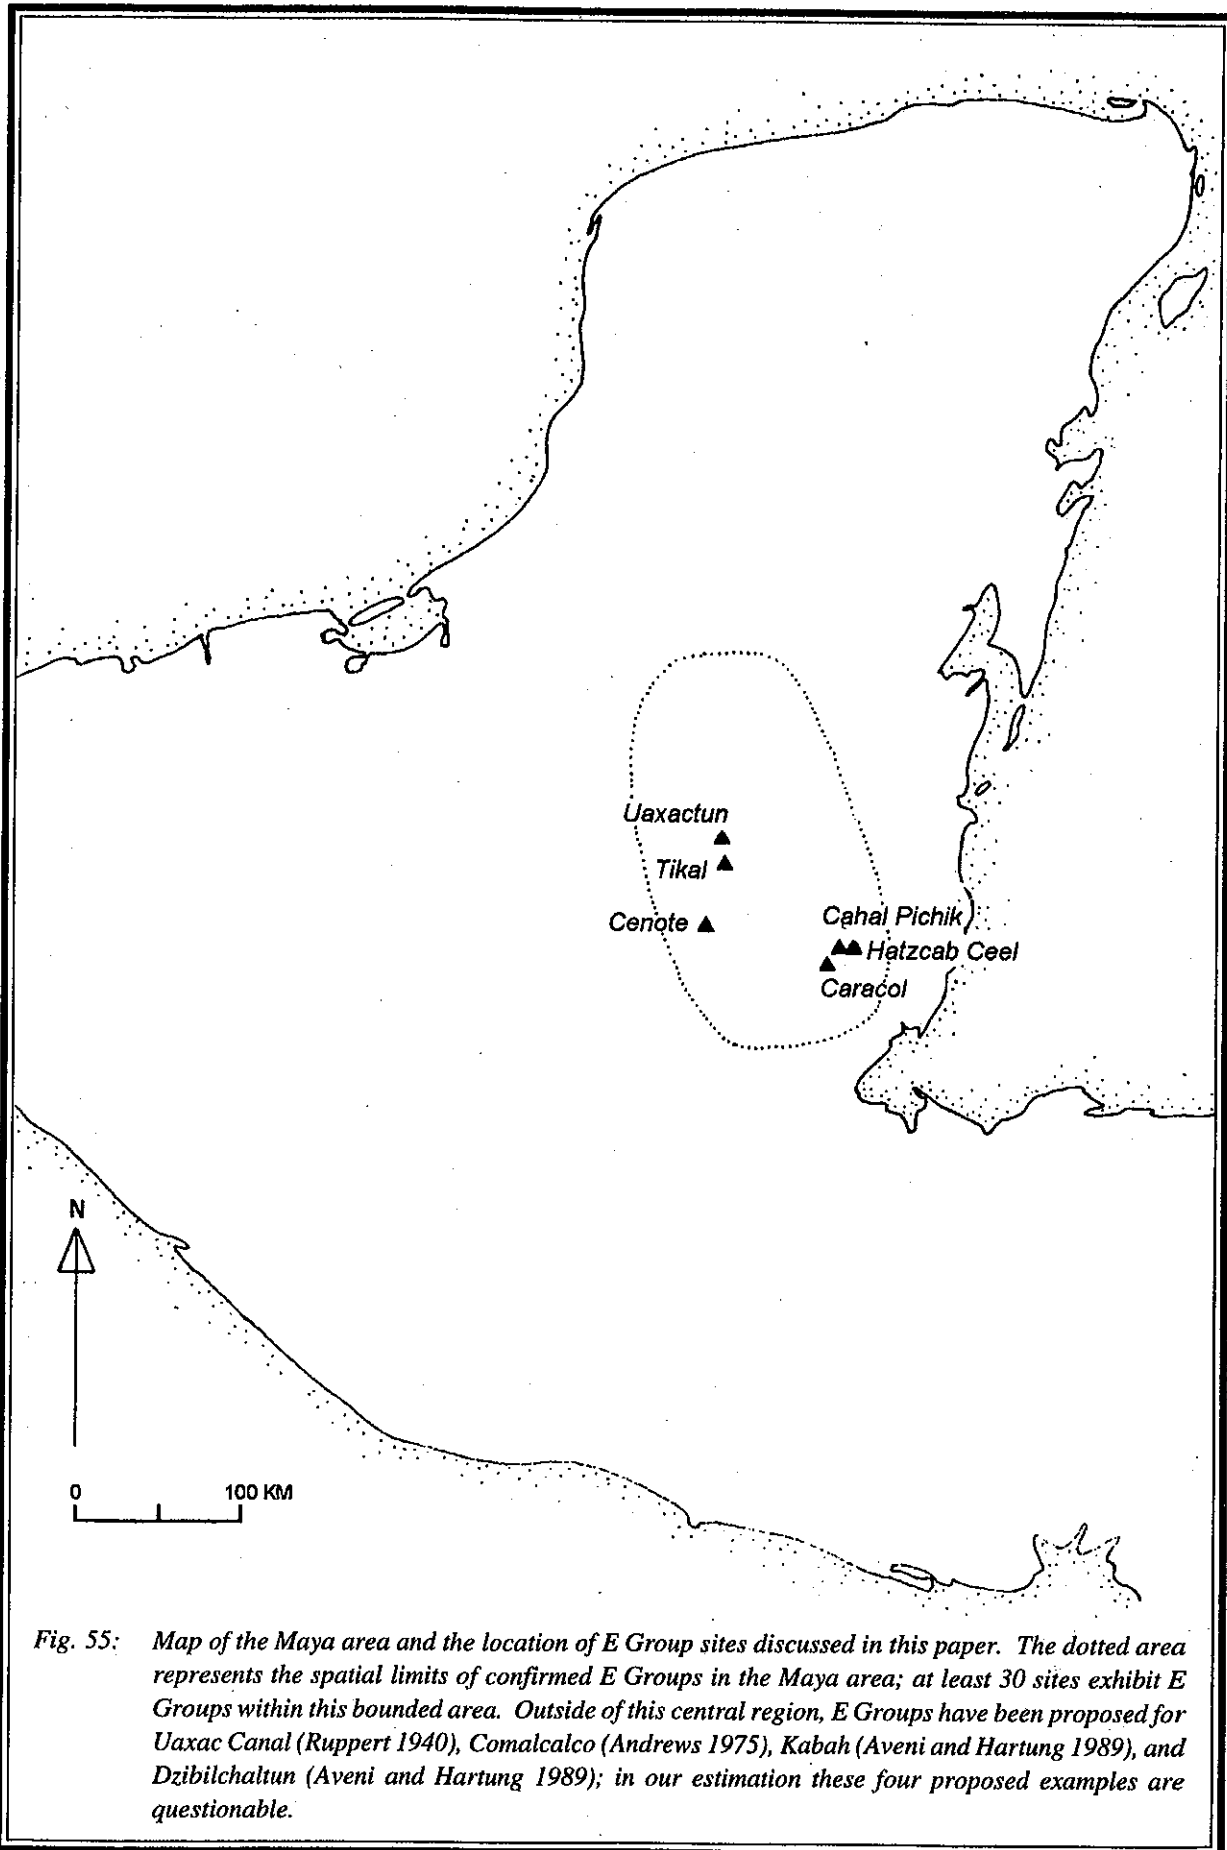 Uaxactun
Tikal
Cenote
Cahal Pichik
Hatzcab Ceel
Caracol
N
0 100 KM
Fig. 55: Map of the Maya area and the location of E Group sites discussed in this paper. The dotted area
represents the spatial limits of confirmed E Groups in the Maya area; at least 30 sites exhibit E
Groups within this bounded area. Outside of this central region, E Groups have been proposed for
Uaxac Canal (Ruppert 1940), Comalcalco (Andrews 1975), Kabah (Aveni and Hartung 1989), and
Dzibilchaltun (Aveni and Hartung 1989); in our estimation these four proposed examples are
questionable.